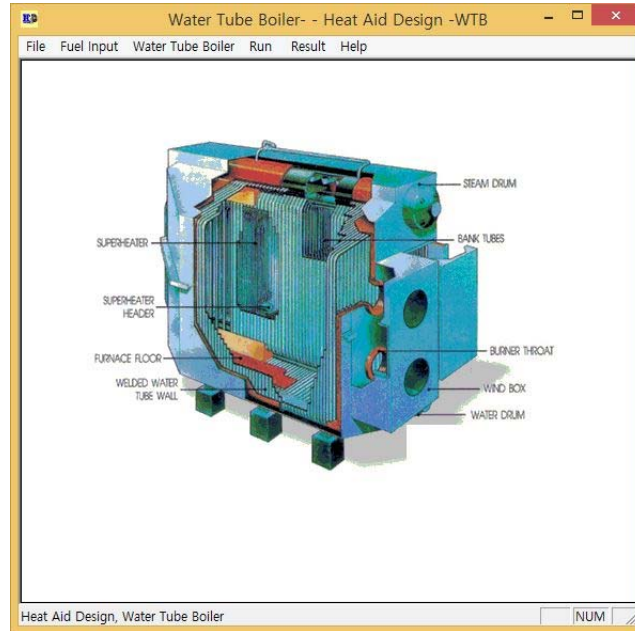 Water Tube Boiler- - Heat Aid Design -WTB
File Fuel Input Water Tube Boiler Run Result Help
STEAM DRUM
SUPERHEATER
BANK TUBES
SUPERHEATER
HEADER
BURNER THROAT
FURNACE FLOOR
WELDED WATER
TUBE WALL
WIND BOX
WATER DRUM
Heat Aid Design, Water Tube Boiler
NUM